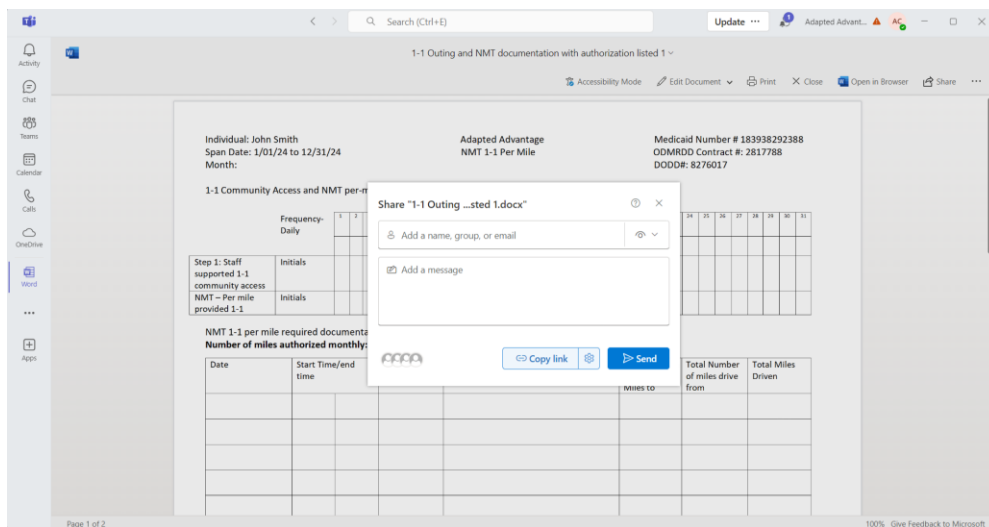 Search (Ctrl+E)
Update ...
1
Adapted Advant...
AC
Activity
Chat
Teams
Calendar
Calls
OneDrive
Word
Apps
1-1 Outing and NMT documentation with authorization listed 1
Accessibility Mode
Edit Document
Print
Close
Open in Browser
Share
Individual: John Smith
Adapted Advantage
Medicaid Number # 183938292388
Span Date: 1/01/24 to 12/31/24
NMT 1-1 Per Mile
ODMRDD Contract #: 2817788
Month:
DODD#: 8276017
1-1 Community Access and NMT per-m
Frequency-
Daily
1 2
24 25 26 27 28 29 30 31
Step 1: Staff
supported 1-1
community access
Initials
NMT – Per mile
provided 1-1
Initials
NMT 1-1 per mile required documenta
Number of miles authorized monthly:
Date
Start Time/end
time
Miles to
Total Number
of miles drive
from
Total Miles
Driven
Share "1-1 Outing ...sted 1.docx"
Add a name, group, or email
Add a message
Copy link
Send
Page 1 of 2
100%
Give Feedback to Microsoft